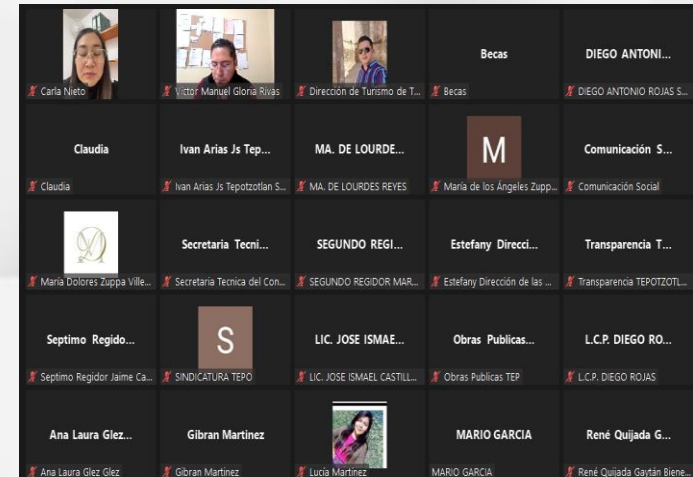 Carla Nieto
Victor Manuel Gloria Rivas
Dirección de Turismo de T...
Becas
Becas
DIEGO ANTONI...
DIEGO ANTONIO ROJAS S...
Claudia
Claudia
Ivan Arias Js Tep...
Ivan Arias Js Tepotzotlan S...
MA. DE LOURDE...
MA. DE LOURDES REYES
M
María de los Ángeles Zupp...
Comunicación S...
Comunicación Social
María Dolores Zuppa Ville...
Secretaria Tecni...
Secretaria Tecnica del Con...
SEGUNDO REGI...
SEGUNDO REGIDOR MAR...
Estefany Direcci...
Estefany Dirección de las ...
Transparencia T...
Transparencia TEPOTZOTL...
Septimo Regido...
Septimo Regidor Jaime Ca...
S
SINDICATURA TEPO
LIC. JOSE ISMAE...
LIC. JOSE ISMAEL CASTILL...
Obras Publicas...
Obras Publicas TEP
L.C.P. DIEGO RO...
L.C.P. DIEGO ROJAS
Ana Laura Glez...
Ana Laura Glez Glez
Gibran Martinez
Gibran Martinez
Lucía Martinez
MARIO GARCIA
MARIO GARCIA
René Quijada G...
René Quijada Gaytán Biene...